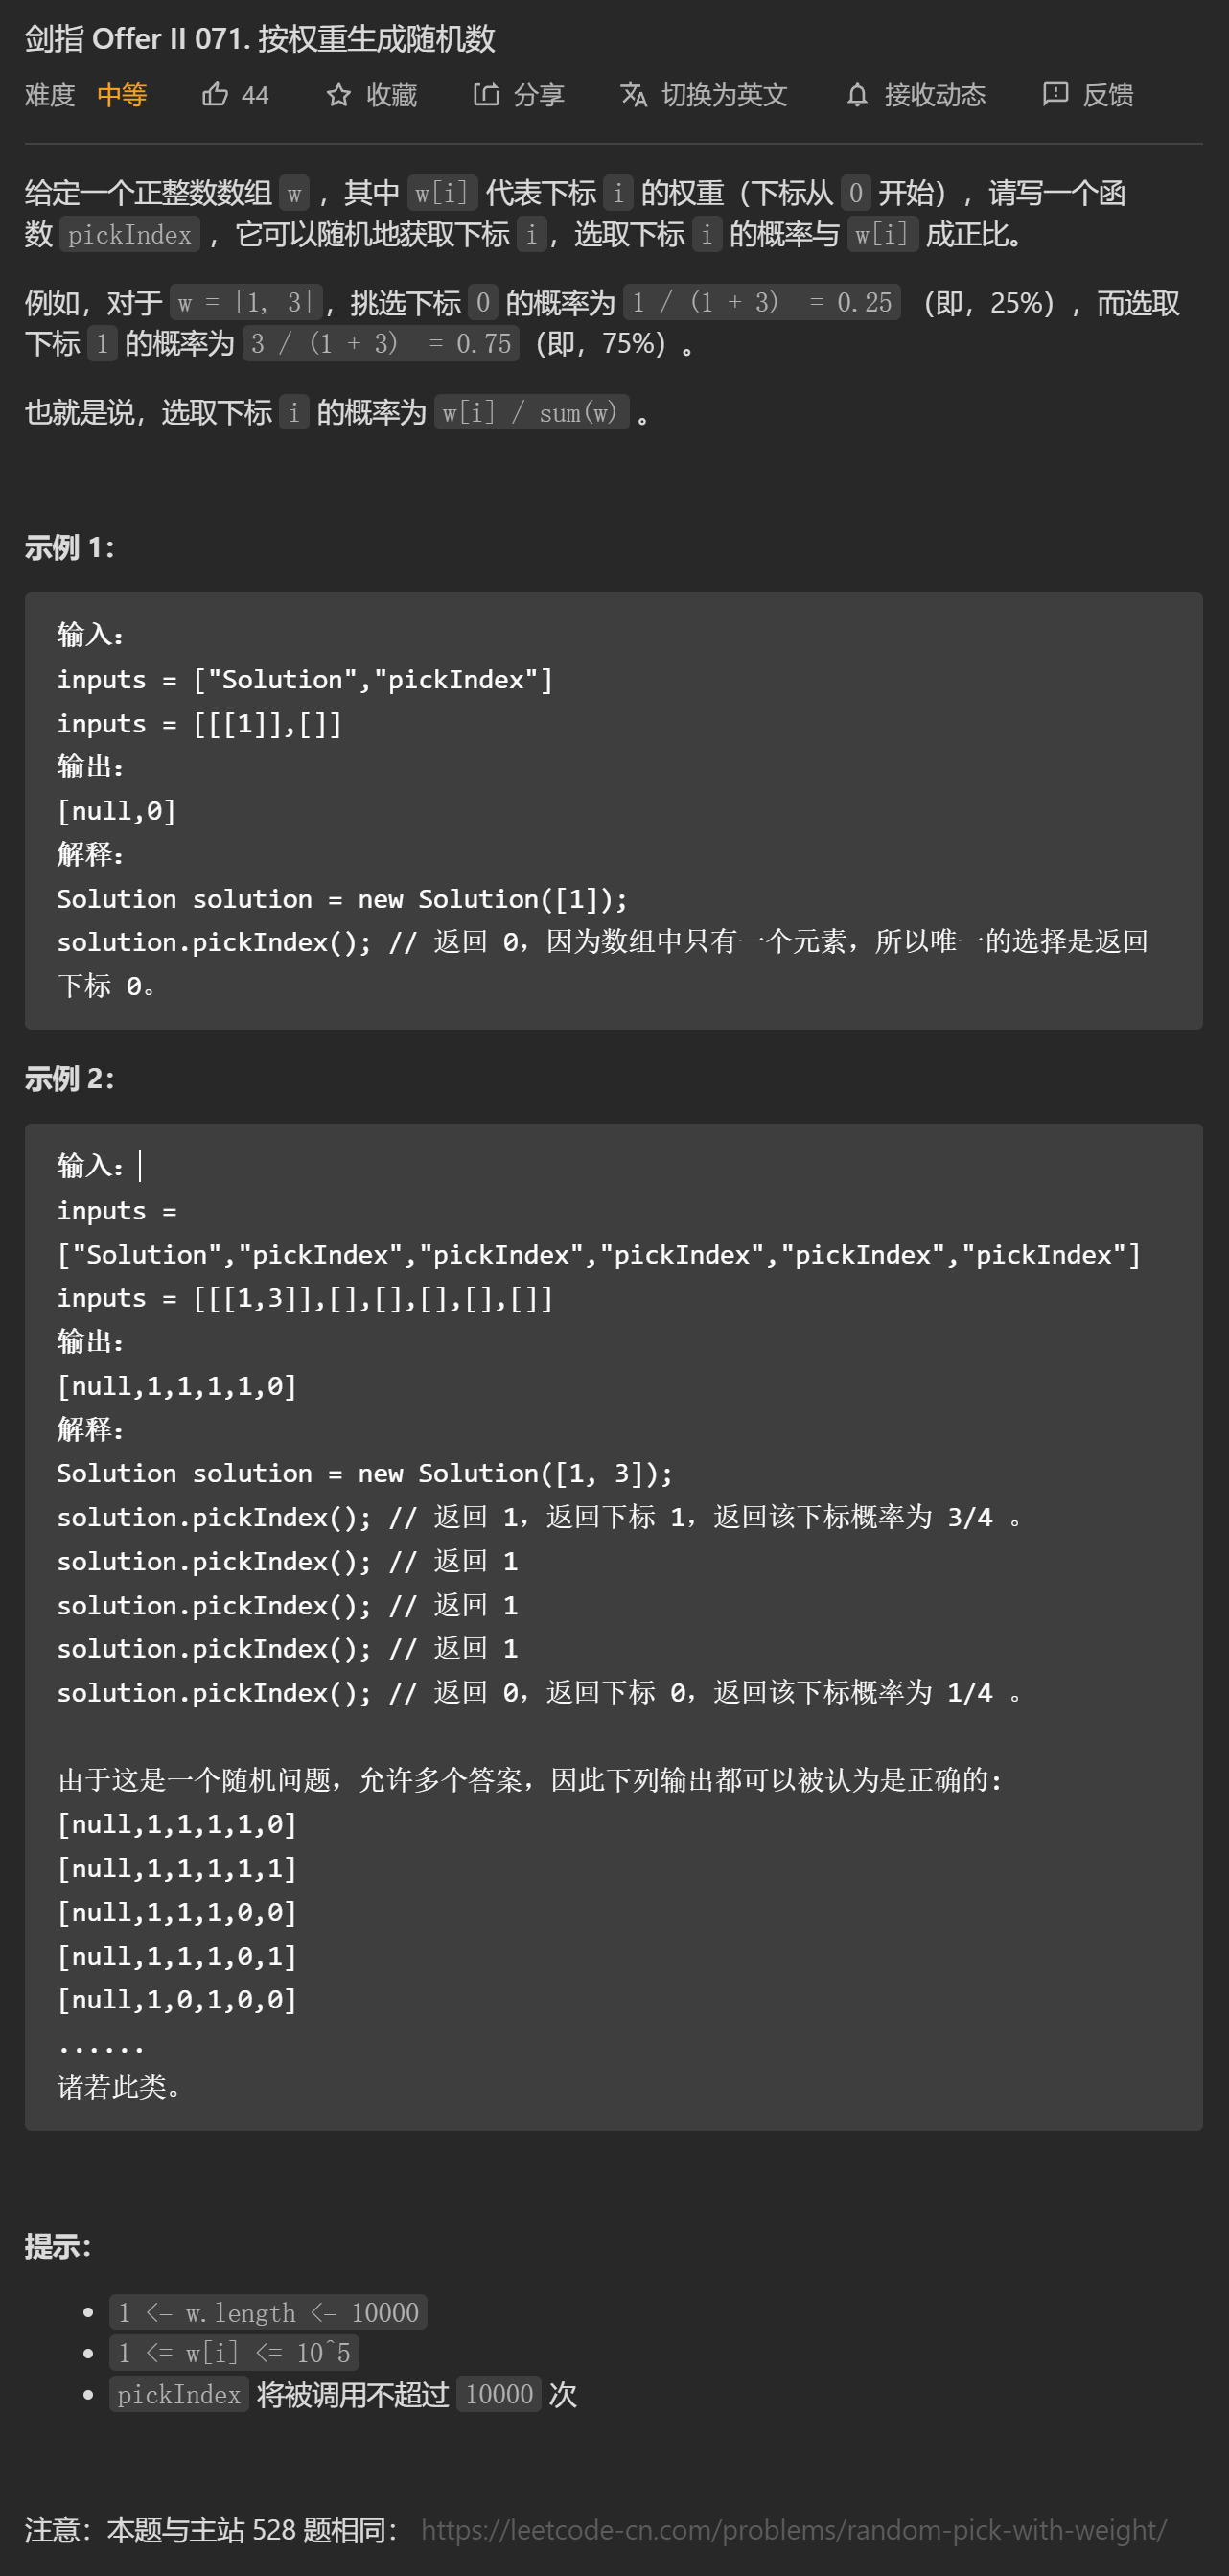 剑指 Offer II 071. 按权重生成随机数
难度 中等 44 收藏 分享 切换为英文 接收动态 反馈
给定一个正整数数组 w ，其中 w[i] 代表下标 i 的权重（下标从 0 开始），请写一个函
数 pickIndex ，它可以随机地获取下标 i，选取下标 i 的概率与 w[i] 成正比。
例如，对于 w = [1, 3]，挑选下标 0 的概率为 1 / (1 + 3)  = 0.25 （即，25%），而选取
下标 1 的概率为 3 / (1 + 3)  = 0.75（即，75%）。
也就是说，选取下标 i 的概率为 w[i] / sum(w) 。
示例 1：
输入：
inputs = ["Solution","pickIndex"]
inputs = [[[1]],[]]
输出：
[null,0]
解释：
Solution solution = new Solution([1]);
solution.pickIndex(); // 返回 0，因为数组中只有一个元素，所以唯一的选择是返回
下标 0。
示例 2：
输入：
inputs =
["Solution","pickIndex","pickIndex","pickIndex","pickIndex","pickIndex"]
inputs = [[[1,3]],[],[],[],[],[]]
输出：
[null,1,1,1,1,0]
解释：
Solution solution = new Solution([1, 3]);
solution.pickIndex(); // 返回 1，返回下标 1，返回该下标概率为 3/4 。
solution.pickIndex(); // 返回 1
solution.pickIndex(); // 返回 1
solution.pickIndex(); // 返回 1
solution.pickIndex(); // 返回 0，返回下标 0，返回该下标概率为 1/4 。
由于这是一个随机问题，允许多个答案，因此下列输出都可以被认为是正确的:
[null,1,1,1,1,0]
[null,1,1,1,1,1]
[null,1,1,1,0,0]
[null,1,1,1,0,1]
[null,1,0,1,0,0]
......
诸若此类。
提示：
1 <= w.length <= 10000
1 <= w[i] <= 10^5
pickIndex 将被调用不超过 10000 次
注意：本题与主站 528 题相同： https://leetcode-cn.com/problems/random-pick-with-weight/